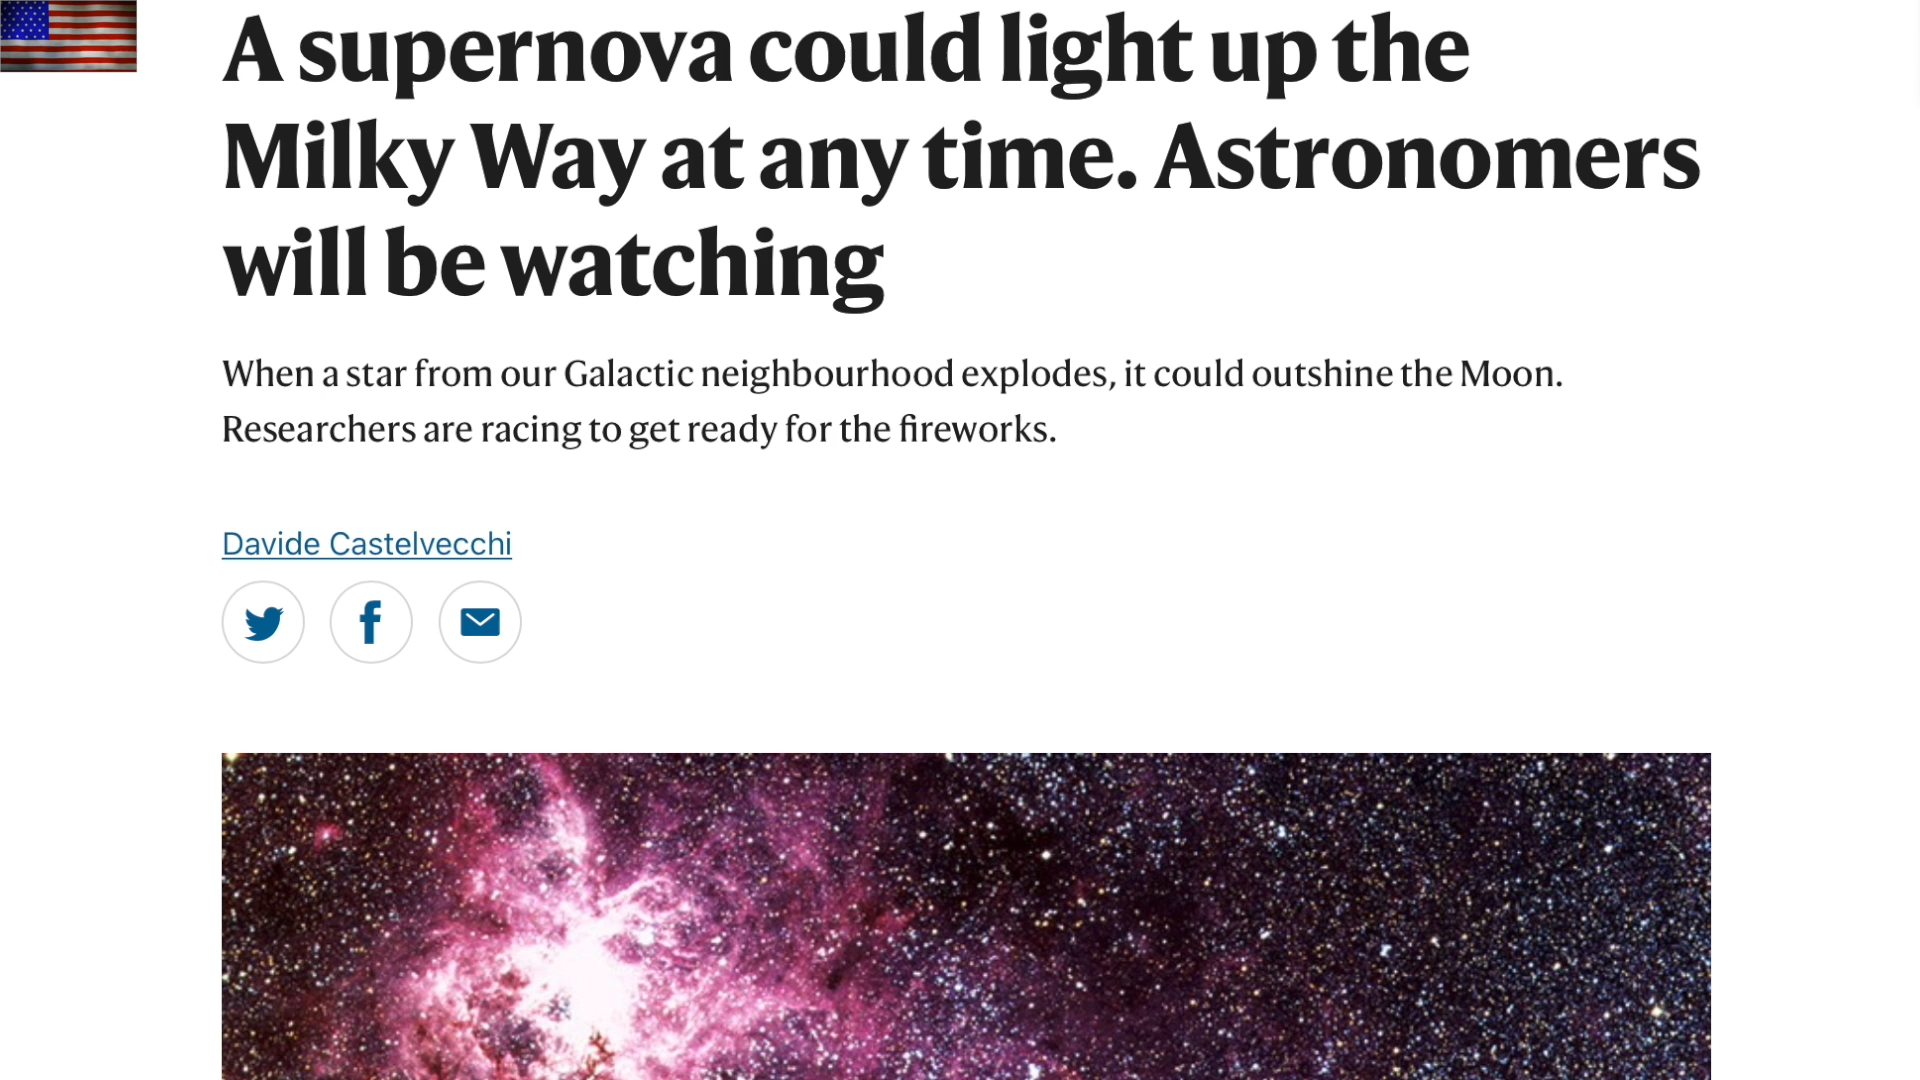 A supernova could light up the
Milky Way at any time. Astronomers
will be watching
When a star from our Galactic neighbourhood explodes, it could outshine the Moon.
Researchers are racing to get ready for the fireworks.
Davide Castelvecchi